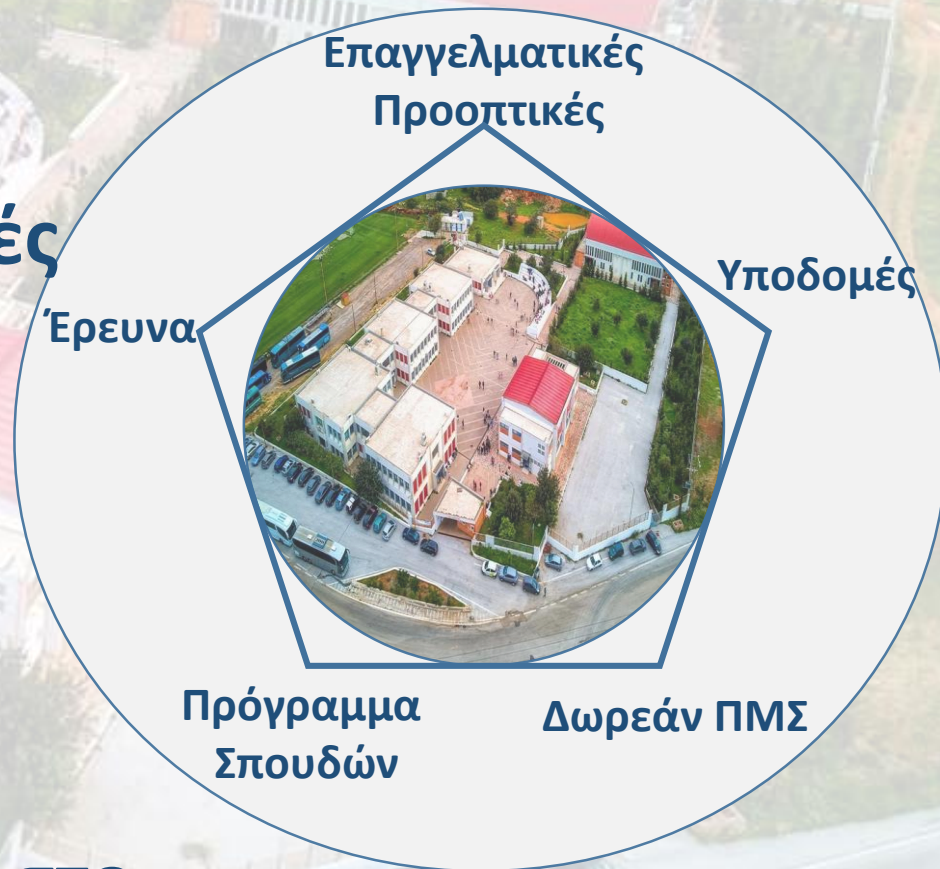 Επαγγελματικές
Προοπτικές
Υποδομές
Έρευνα
Πρόγραμμα
Σπουδών
Δωρεάν ΠΜΣ